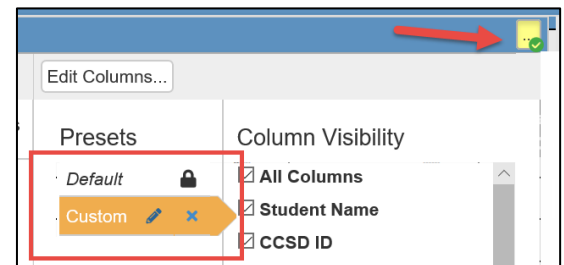 ...
Edit Columns...
Presets
Column Visibility
Default
All Columns
Custom
Student Name
CCSD ID